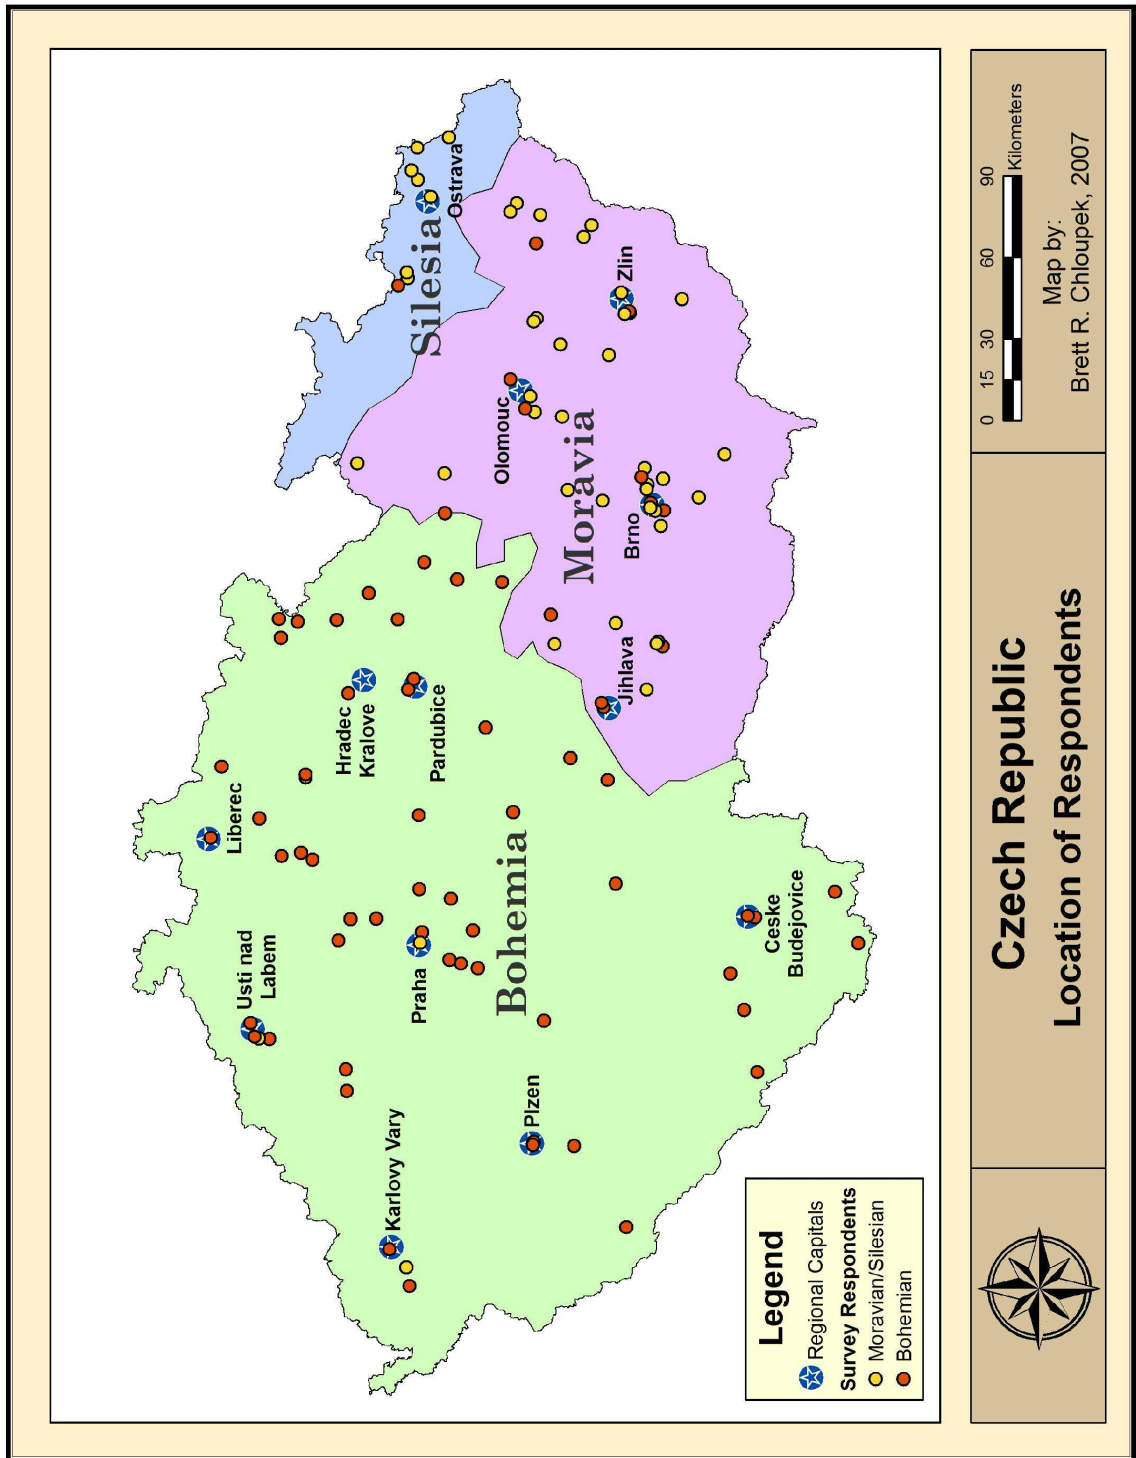 Silesia
Ostrava
Liberec
Usti nad
Labem
Hradec
Kralove
Pardubice
Olomouc
Zlin
Moravia
Brno
Jihlava
Karlovy Vary
Praha
Bohemia
Plzen
Ceske
Budejovice
Legend
Regional Capitals
Survey Respondents
Moravian/Silesian
Bohemian
Czech Republic
Location of Respondents
0 15 30 60 90
Kilometers
Map by:
Brett R. Chloupek, 2007